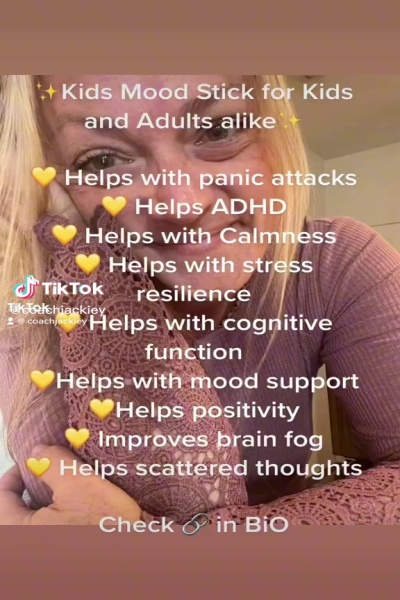 ✨Kids Mood Stick for Kids
and Adults alike✨
💛 Helps with panic attacks
💛 Helps ADHD
💛 Helps with Calmness
💛 Helps with stress
resilience
💛 Helps with cognitive
function
💛Helps with mood support
💛Helps positivity
💛 Improves brain fog
💛 Helps scattered thoughts
Check 🔗 in BiO
TikTok
@coachjackiey
TikTok
@coachjackiey